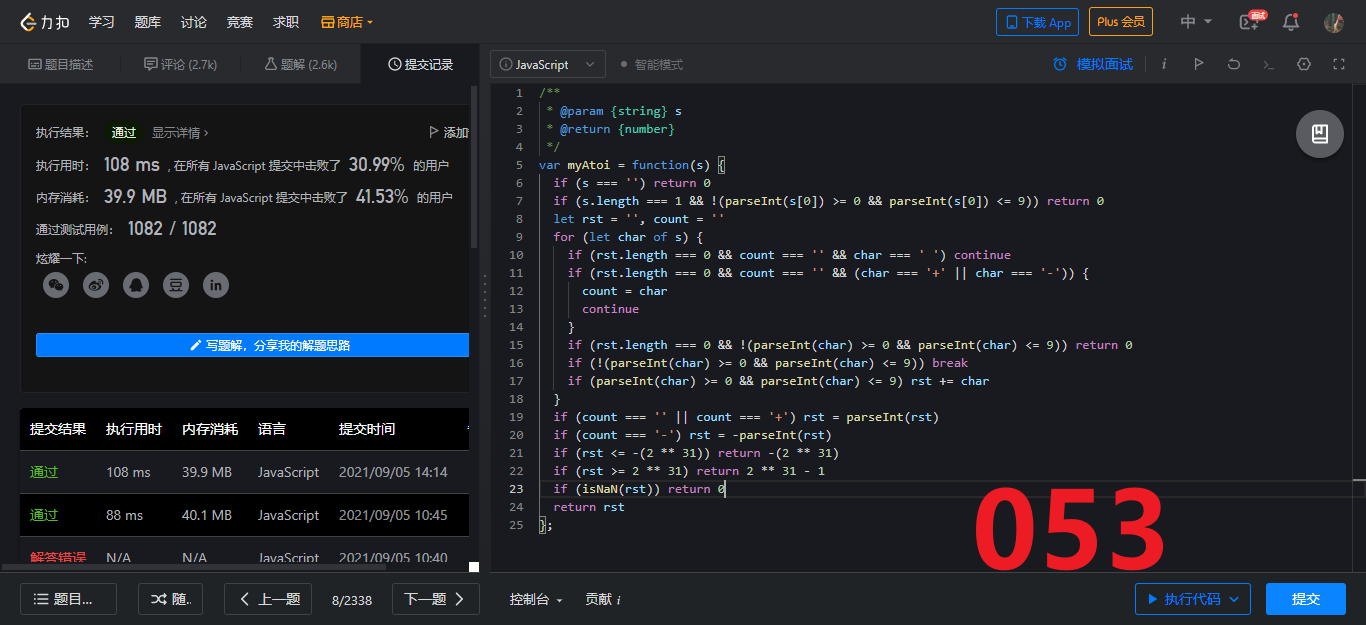 力扣 学习 题库 讨论 竞赛 求职 商店 下载 App Plus 会员 中 面试
题目描述 评论 (2.7k) 题解 (2.6k) 提交记录
执行结果： 通过 显示详情 › 添加
执行用时： 108 ms , 在所有 JavaScript 提交中击败了 30.99% 的用户
内存消耗： 39.9 MB , 在所有 JavaScript 提交中击败了 41.53% 的用户
通过测试用例： 1082 / 1082
炫耀一下:
豆 in
写题解，分享我的解题思路
提交结果 执行用时 内存消耗 语言 提交时间
通过 108 ms 39.9 MB JavaScript 2021/09/05 14:14
通过 88 ms 40.1 MB JavaScript 2021/09/05 10:45
解答错误 N/A N/A JavaScript 2021/09/05 10:40
JavaScript 智能模式 模拟面试 i
1 /**
2  * @param {string} s
3  * @return {number}
4  */
5 var myAtoi = function(s) {
6   if (s === '') return 0
7   if (s.length === 1 && !(parseInt(s[0]) >= 0 && parseInt(s[0]) <= 9)) return 0
8   let rst = '', count = ''
9   for (let char of s) {
10     if (rst.length === 0 && count === '' && char === ' ') continue
11     if (rst.length === 0 && count === '' && (char === '+' || char === '-')) {
12       count = char
13       continue
14     }
15     if (rst.length === 0 && !(parseInt(char) >= 0 && parseInt(char) <= 9)) return 0
16     if (!(parseInt(char) >= 0 && parseInt(char) <= 9)) break
17     if (parseInt(char) >= 0 && parseInt(char) <= 9) rst += char
18   }
19   if (count === '' || count === '+') rst = parseInt(rst)
20   if (count === '-') rst = -parseInt(rst)
21   if (rst <= -(2 ** 31)) return -(2 ** 31)
22   if (rst >= 2 ** 31) return 2 ** 31 - 1
23   if (isNaN(rst)) return 0
24   return rst
25 };
053
题目... 随. 上一题 8/2338 下一题 控制台 贡献 i 执行代码 提交